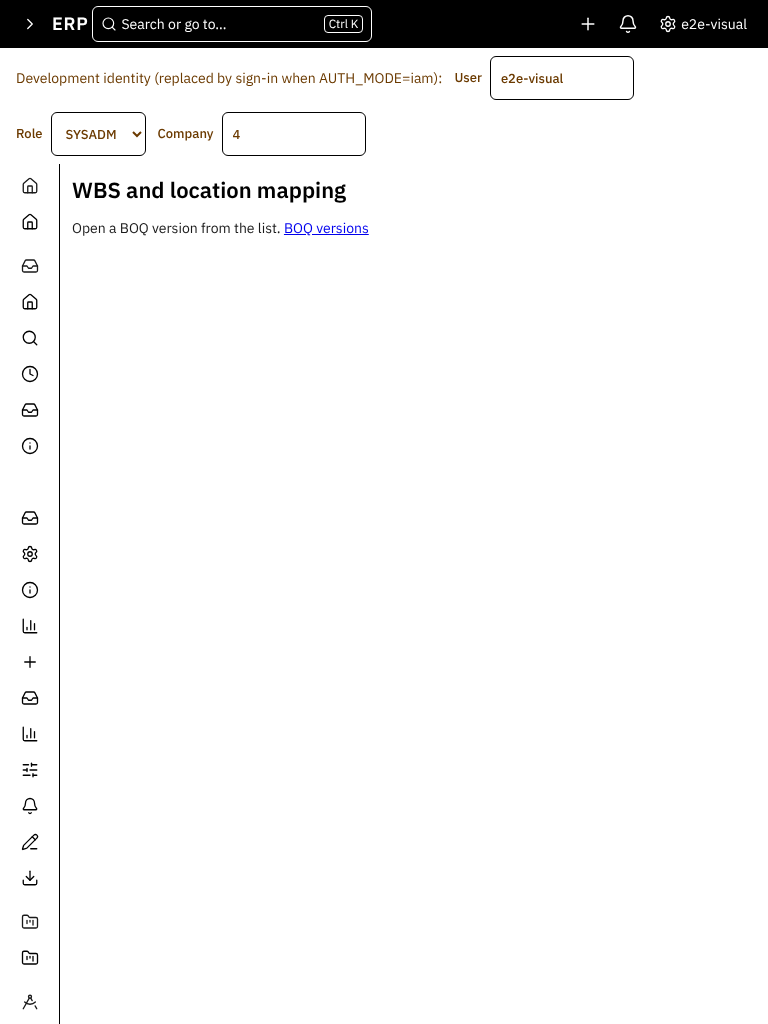 ERP Search or go to... Ctrl K e2e-visual
Development identity (replaced by sign-in when AUTH_MODE=iam): User e2e-visual
Role SYSADM Company 4
WBS and location mapping
Open a BOQ version from the list. BOQ versions